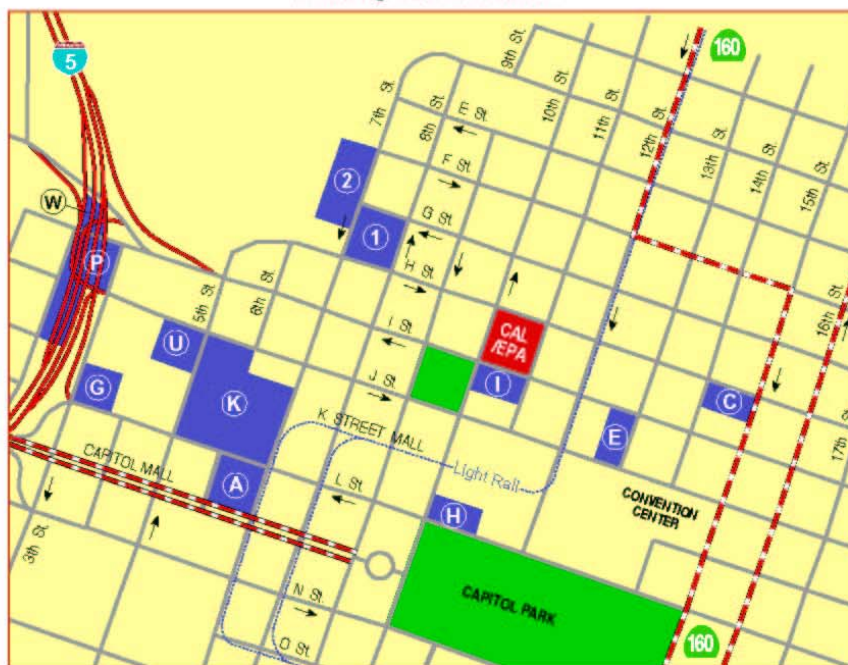 160
5
9th St.
7th St.
8th St.
E St.
10th St.
11th St.
12th St.
13th St.
14th St.
15th St.
2
F St.
W
1
G St.
P
H St.
16th St.
5th St.
6th St.
CAL
/EPA
U
I St.
G
K
J St.
I
C
17th St.
K STREET MALL
E
CAPITOL MALL
A
L St.
Light Rail
CONVENTION
CENTER
H
3th St.
N St.
CAPITOL PARK
O St.
160